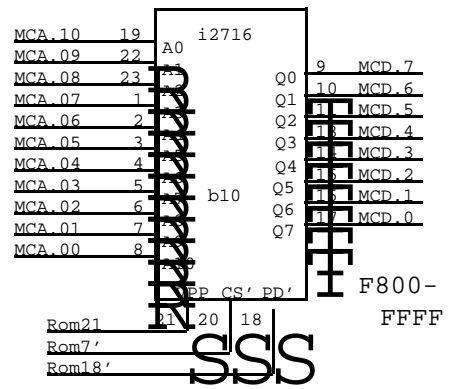 i2716
MCA.10 19 A0
MCA.09 22 A1
MCA.08 23
MCA.07 1
MCA.06 2
MCA.05 3
MCA.04 4
MCA.03 5
MCA.02 6
MCA.01 7
MCA.00 8
b10
Q0 9 MCD.7
Q1 10 MCD.6
Q2 MCD.5
Q3 MCD.4
Q4 MCD.3
Q5 MCD.2
Q6 MCD.1
Q7 MCD.0
F800-
FFFF
CS' PD'
21 20 18
Rom21
Rom7'
Rom18'
SSS